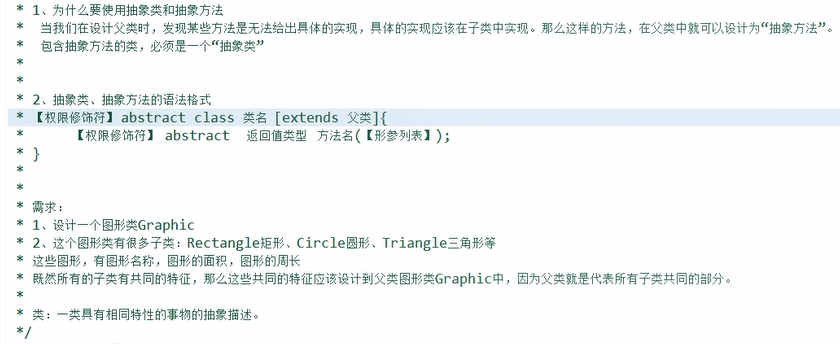 * 1、为什么要使用抽象类和抽象方法
* 当我们在设计父类时，发现某些方法是无法给出具体的实现，具体的实现应该在子类中实现。那么这样的方法，在父类中就可以设计为“抽象方法”。
* 包含抽象方法的类，必须是一个“抽象类”
*
*
* 2、抽象类、抽象方法的语法格式
* 【权限修饰符】abstract class 类名 [extends 父类]{
* 【权限修饰符】 abstract 返回值类型 方法名(【形参列表】);
* }
*
*
* 需求：
* 1、设计一个图形类Graphic
* 2、这个图形类有很多子类：Rectangle矩形、Circle圆形、Triangle三角形等
* 这些图形，有图形名称，图形的面积，图形的周长
* 既然所有的子类有共同的特征，那么这些共同的特征应该设计到父类图形类Graphic中，因为父类就是代表所有子类共同的部分。
*
* 类：一类具有相同特性的事物的抽象描述。
*/